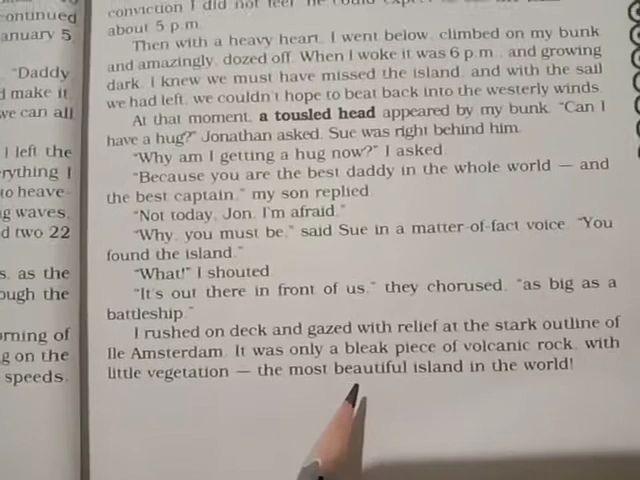 ontinued
anuary 5.
"Daddy
d make it
we can all
I left the
rything I
to heave-
g waves,
d two 22
s, as the
ough the
rning of
g on the
speeds.
conviction I did not feel, he could
about 5 p.m.
Then with a heavy heart, I went below, climbed on my bunk
and amazingly, dozed off. When I woke it was 6 p.m., and growing
dark. I knew we must have missed the island, and with the sail
we had left, we couldn't hope to beat back into the westerly winds.
At that moment, a tousled head appeared by my bunk. "Can I
have a hug?" Jonathan asked. Sue was right behind him.
"Why am I getting a hug now?" I asked.
"Because you are the best daddy in the whole world — and
the best captain," my son replied.
"Not today, Jon, I'm afraid."
"Why, you must be," said Sue in a matter-of-fact voice. "You
found the island."
"What!" I shouted.
"It's out there in front of us," they chorused, "as big as a
battleship."
I rushed on deck and gazed with relief at the stark outline of
Ile Amsterdam. It was only a bleak piece of volcanic rock, with
little vegetation — the most beautiful island in the world!